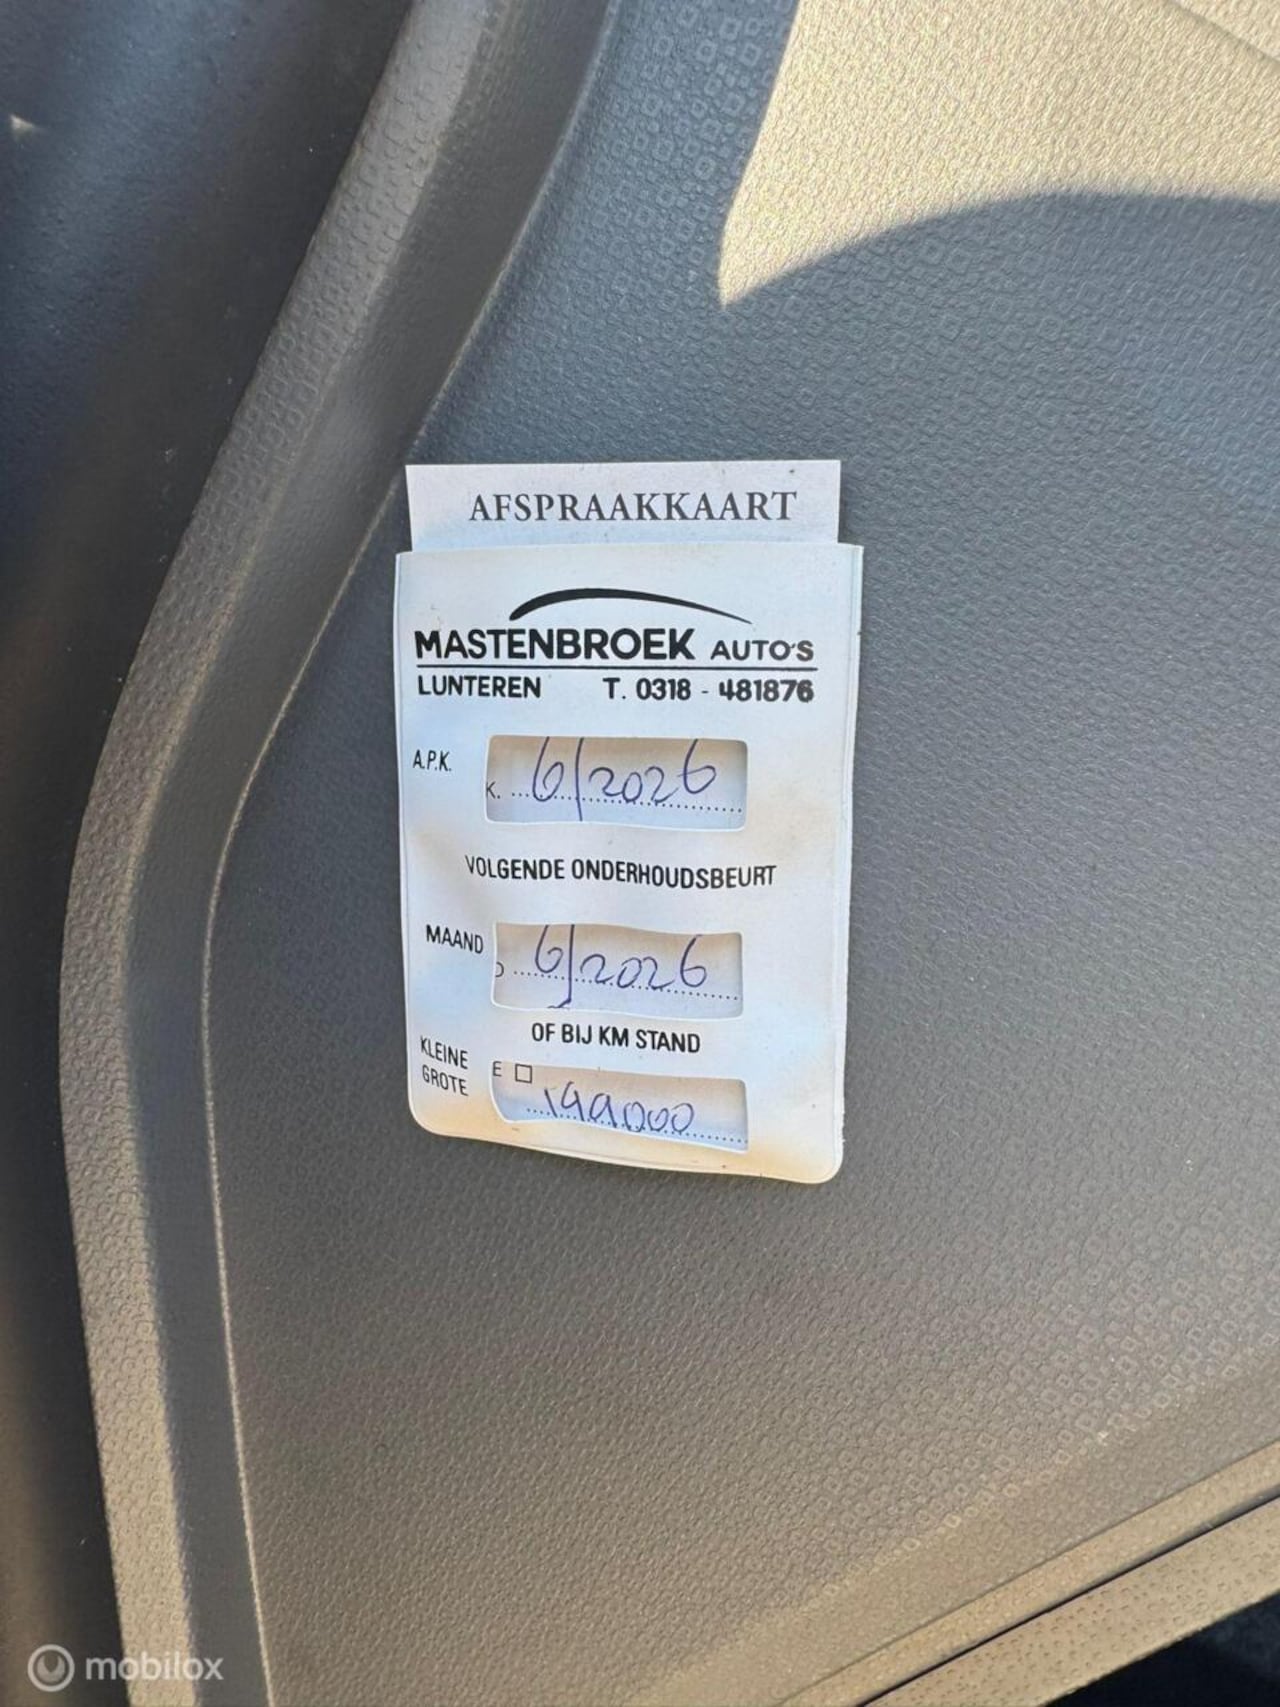 AFSPRAAKKAART
MASTENBROEK AUTO'S
LUNTEREN T. 0318 - 481876
A.P.K. K. 6/2026
VOLGENDE ONDERHOUDSBEURT
MAAND D 6/2026
OF BIJ KM STAND
KLEINE E
GROTE 199000
mobilox